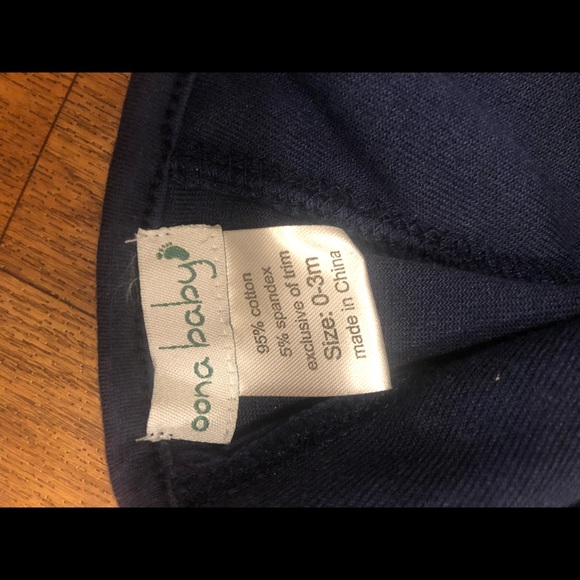 oona baby
95% cotton
5% spandex
exclusive of trim
Size: 0-3m
made in China